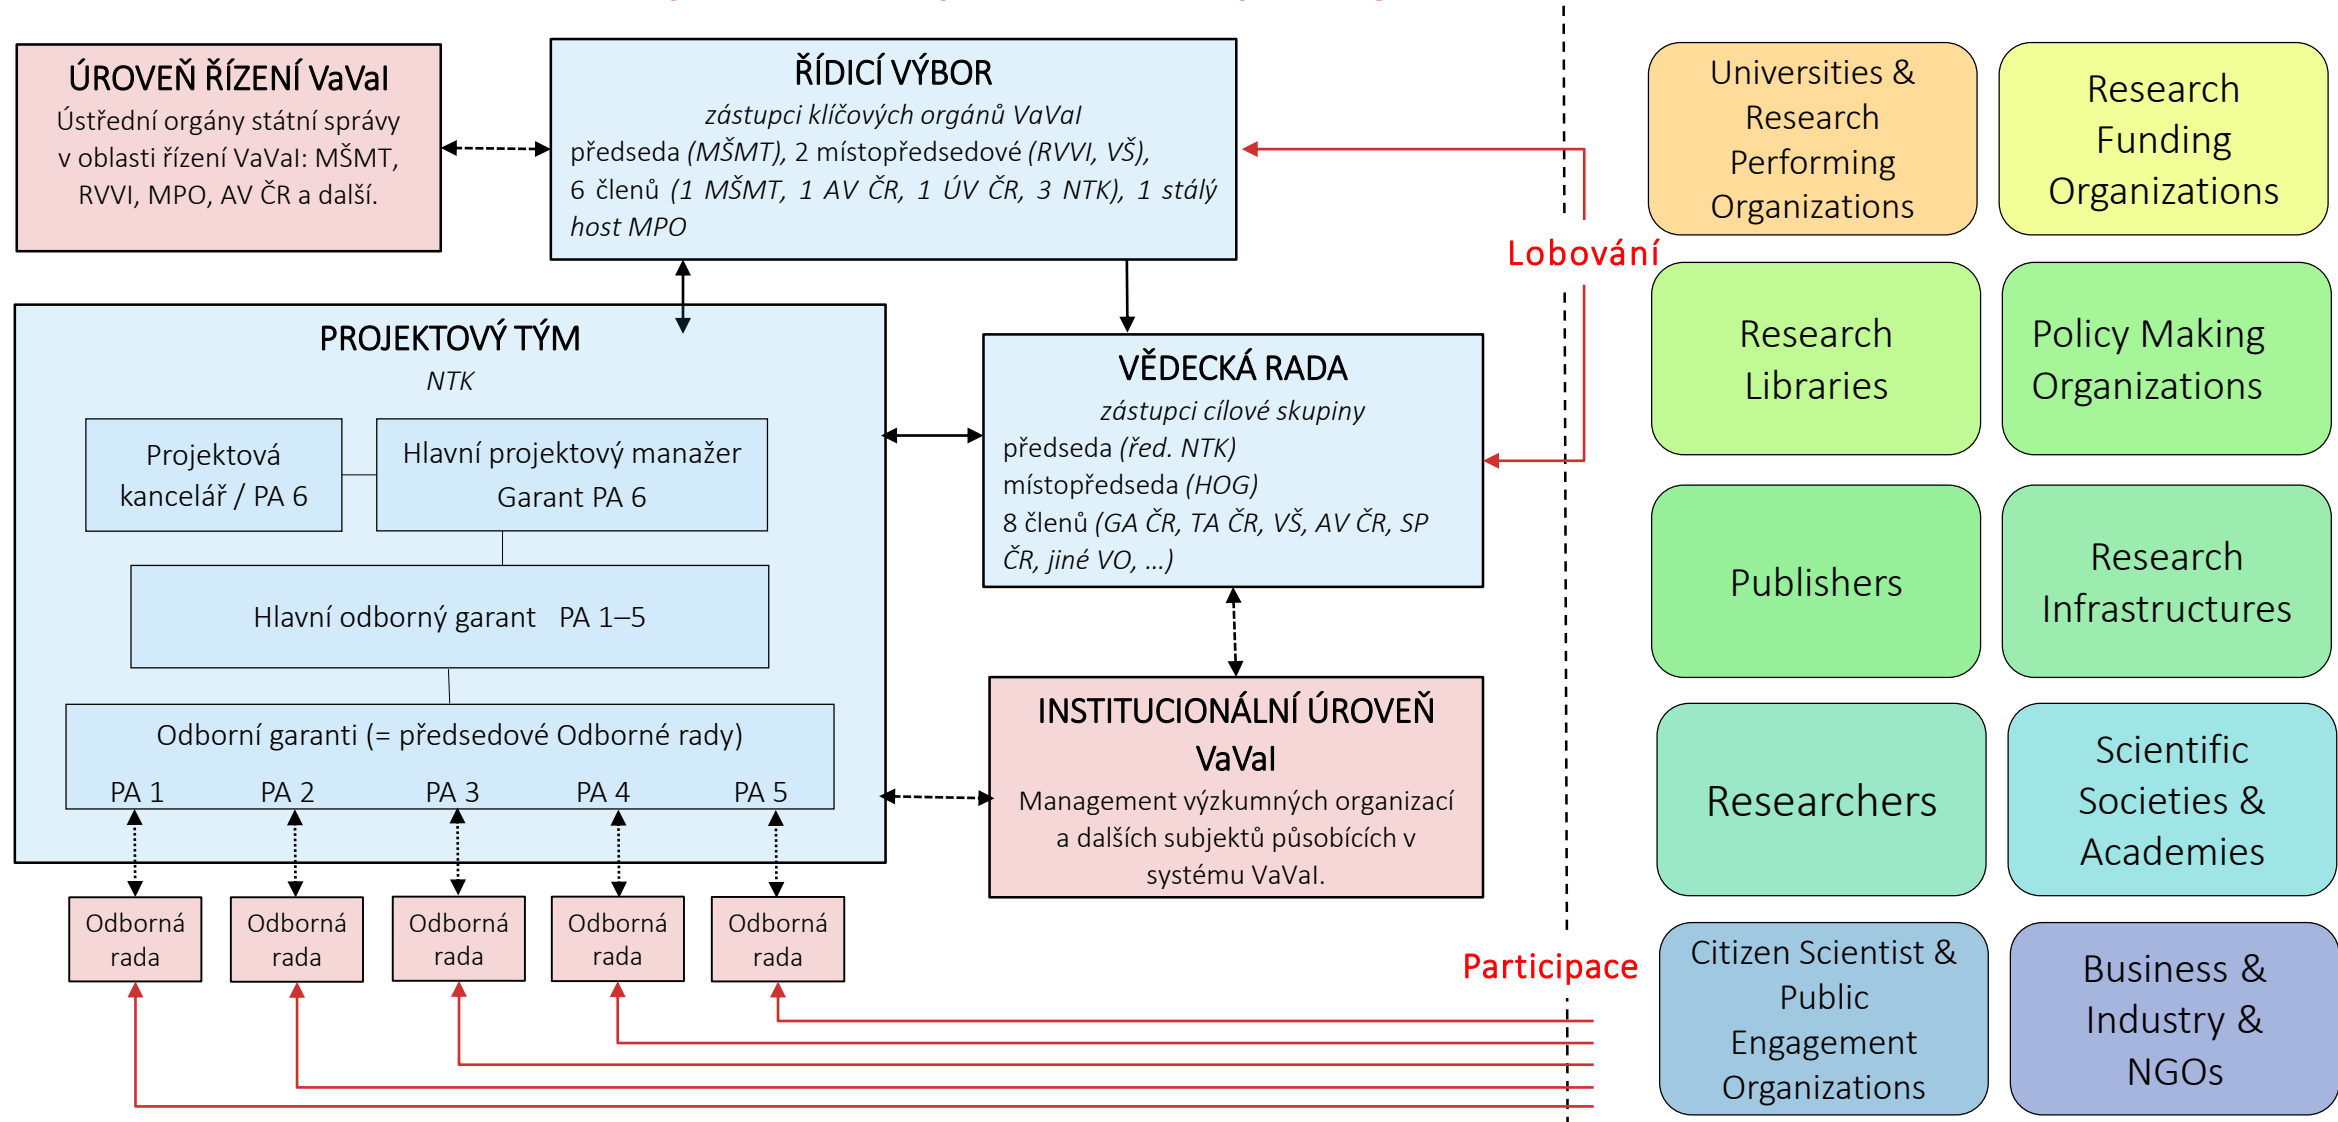 ÚROVEŇ ŘÍZENÍ VaVaI
Ústřední orgány státní správy
v oblasti řízení VaVaI: MŠMT,
RVVI, MPO, AV ČR a další.
ŘÍDICÍ VÝBOR
zástupci klíčových orgánů VaVaI
předseda (MŠMT), 2 místopředsedové (RVVI, VŠ),
6 členů (1 MŠMT, 1 AV ČR, 1 ÚV ČR, 3 NTK), 1 stálý
host MPO
PROJEKTOVÝ TÝM
NTK
Projektová
kancelář / PA 6
Hlavní projektový manažer
Garant PA 6
Hlavní odborný garant PA 1–5
Odborní garanti (= předsedové Odborné rady)
PA 1 PA 2 PA 3 PA 4 PA 5
Odborná
rada
Odborná
rada
Odborná
rada
Odborná
rada
Odborná
rada
VĚDECKÁ RADA
zástupci cílové skupiny
předseda (řed. NTK)
místopředseda (HOG)
8 členů (GA ČR, TA ČR, VŠ, AV ČR, SP
ČR, jiné VO, …)
INSTITUCIONÁLNÍ ÚROVEŇ
VaVaI
Management výzkumných organizací
a dalších subjektů působících v
systému VaVaI.
Lobování
Participace
Universities &
Research
Performing
Organizations
Research
Funding
Organizations
Research
Libraries
Policy Making
Organizations
Publishers
Research
Infrastructures
Researchers
Scientific
Societies &
Academies
Citizen Scientist &
Public
Engagement
Organizations
Business &
Industry &
NGOs